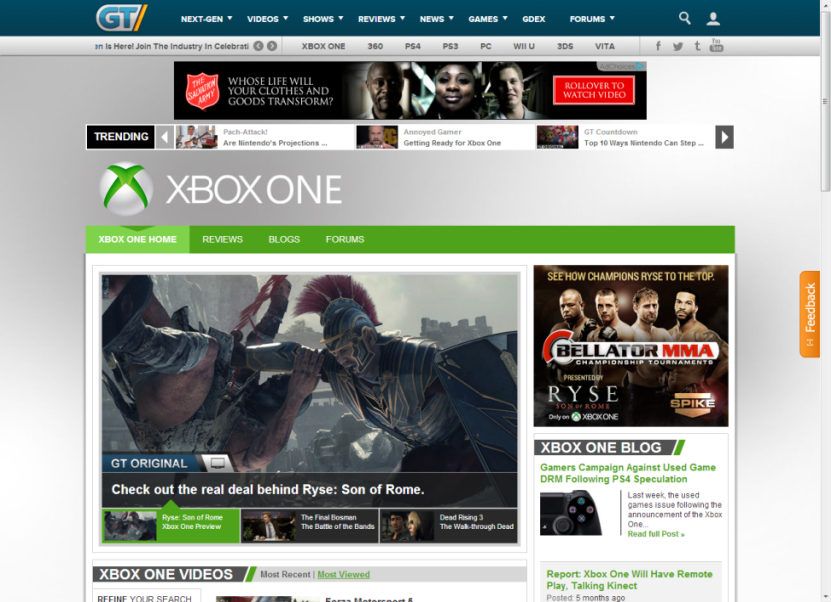 GT
NEXT-GEN VIDEOS SHOWS REVIEWS NEWS GAMES GDEX FORUMS
n Is Here! Join The Industry In Celebrati
XBOX ONE 360 PS4 PS3 PC WII U 3DS VITA
AdChoices
THE SALVATION ARMY
WHOSE LIFE WILL
YOUR CLOTHES AND
GOODS TRANSFORM?
ROLLOVER TO
WATCH VIDEO
TRENDING
Pach-Attack!
Are Nintendo's Projections ...
Annoyed Gamer
Getting Ready for Xbox One
GT Countdown
Top 10 Ways Nintendo Can Step ...
XBOX ONE
XBOX ONE HOME REVIEWS BLOGS FORUMS
GT ORIGINAL
Check out the real deal behind Ryse: Son of Rome.
Ryse: Son of Rome
Xbox One Preview
The Final Bosman
The Battle of the Bands
Dead Rising 3
The Walk-through Dead
SEE HOW CHAMPIONS RYSE TO THE TOP.
BELLATOR MMA
CHAMPIONSHIP TOURNAMENTS
PRESENTED BY
RYSE
SON OF ROME
Only on XBOX ONE
SPIKE
Feedback
XBOX ONE BLOG
Gamers Campaign Against Used Game
DRM Following PS4 Speculation
Last week, the used
games issue following the
announcement of the Xbox
One...
Read full Post »
Report: Xbox One Will Have Remote
Play, Talking Kinect
Posted: 5 months ago
XBOX ONE VIDEOS
Most Recent | Most Viewed
REFINE YOUR SEARCH
Forza Motorsport 5